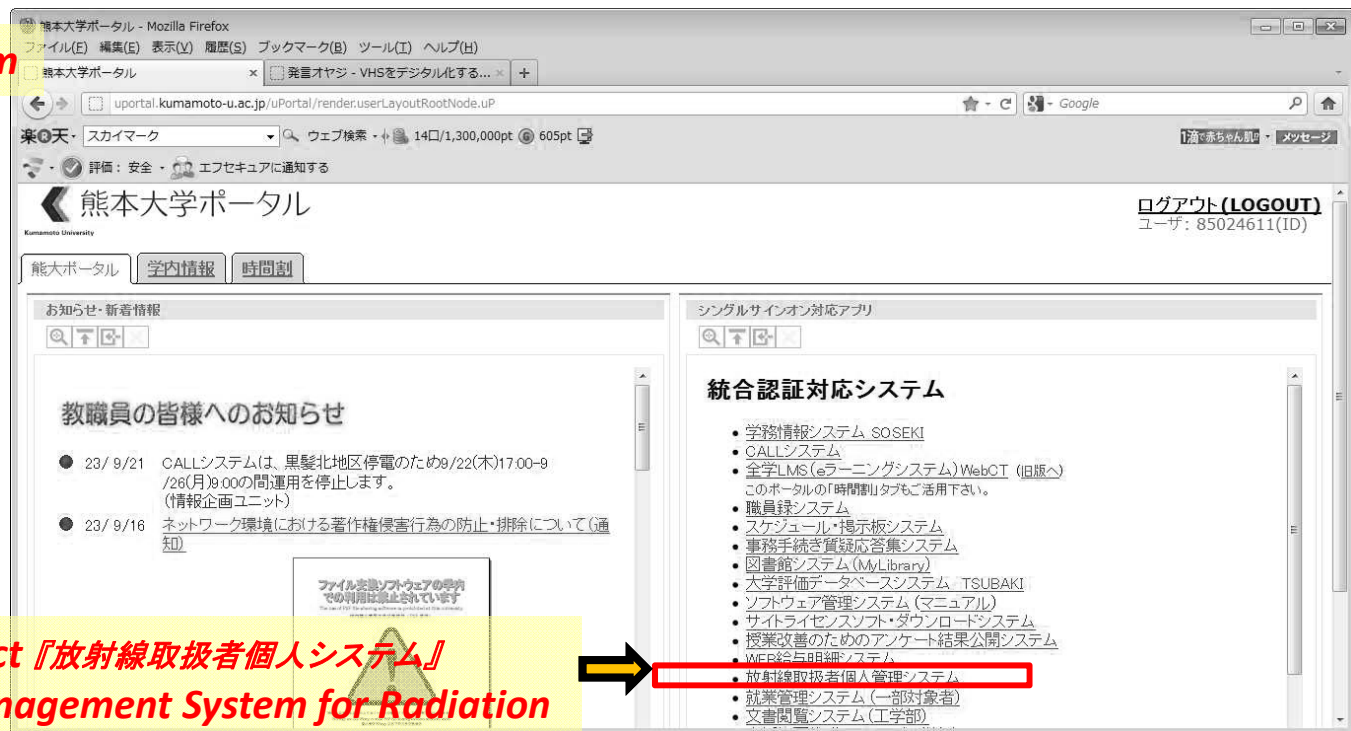 熊本大学ポータル - Mozilla Firefox
ファイル(F) 編集(E) 表示(V) 履歴(S) ブックマーク(B) ツール(T) ヘルプ(H)
熊本大学ポータル
発言オヤジ - VHSをデジタル化する...
uportal.kumamoto-u.ac.jp/uPortal/render.userLayoutRootNode.uP
Google
楽天
スカイマーク
ウェブ検索
14口/1,300,000pt
605pt
1滴で赤ちゃん肌
メッセージ
評価: 安全
エフセキュアに通知する
熊本大学ポータル
Kumamoto University
ログアウト(LOGOUT)
ユーザ: 85024611(ID)
熊大ポータル
学内情報
時間割
お知らせ・新着情報
教職員の皆様へのお知らせ
23/ 9/21 CALLシステムは、黒髪北地区停電のため9/22(木)17:00-9
/26(月)9:00の間運用を停止します。
(情報企画ユニット)
23/ 9/16 ネットワーク環境における著作権侵害行為の防止・排除について(通
知)
ファイル交換ソフトウェアの学内
での利用は禁止されています
シングルサインオン対応アプリ
統合認証対応システム
学務情報システム SOSEKI
CALLシステム
全学LMS(eラーニングシステム)WebCT (旧版へ)
このポータルの「時間割」タブもご活用下さい。
職員録システム
スケジュール・掲示板システム
事務手続き質疑応答集システム
図書館システム(MyLibrary)
大学評価データベースシステム TSUBAKI
ソフトウェア管理システム (マニュアル)
サイトライセンスソフト・ダウンロードシステム
授業改善のためのアンケート結果公開システム
WEB給与明細システム
放射線取扱者個人管理システム
就業管理システム (一部対象者)
文書閲覧システム(工学部)
ct 『放射線取扱者個人システム』
nagement System for Radiation